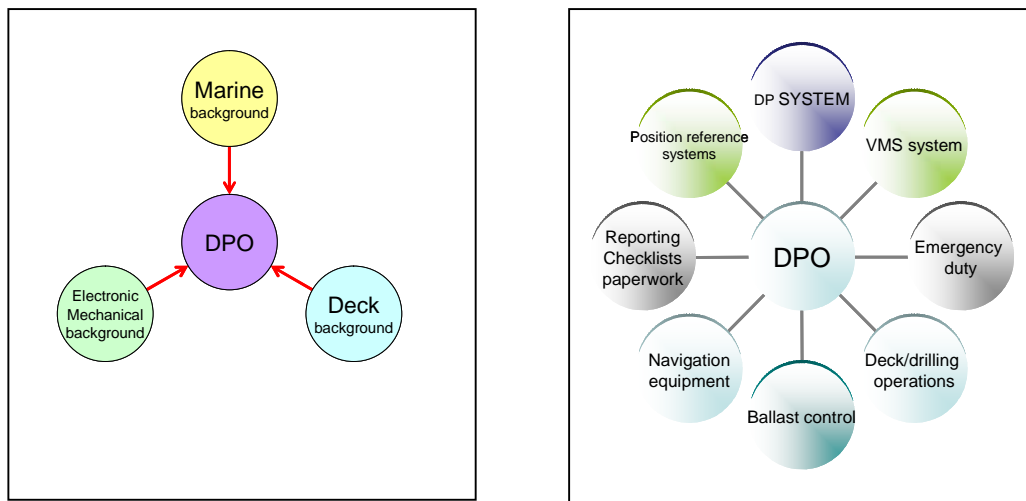 Marine
background
DPO
Electronic
Mechanical
background
Deck
background
DP SYSTEM
Position reference
systems
VMS system
Reporting
Checklists
paperwork
DPO
Emergency
duty
Navigation
equipment
Deck/drilling
operations
Ballast control